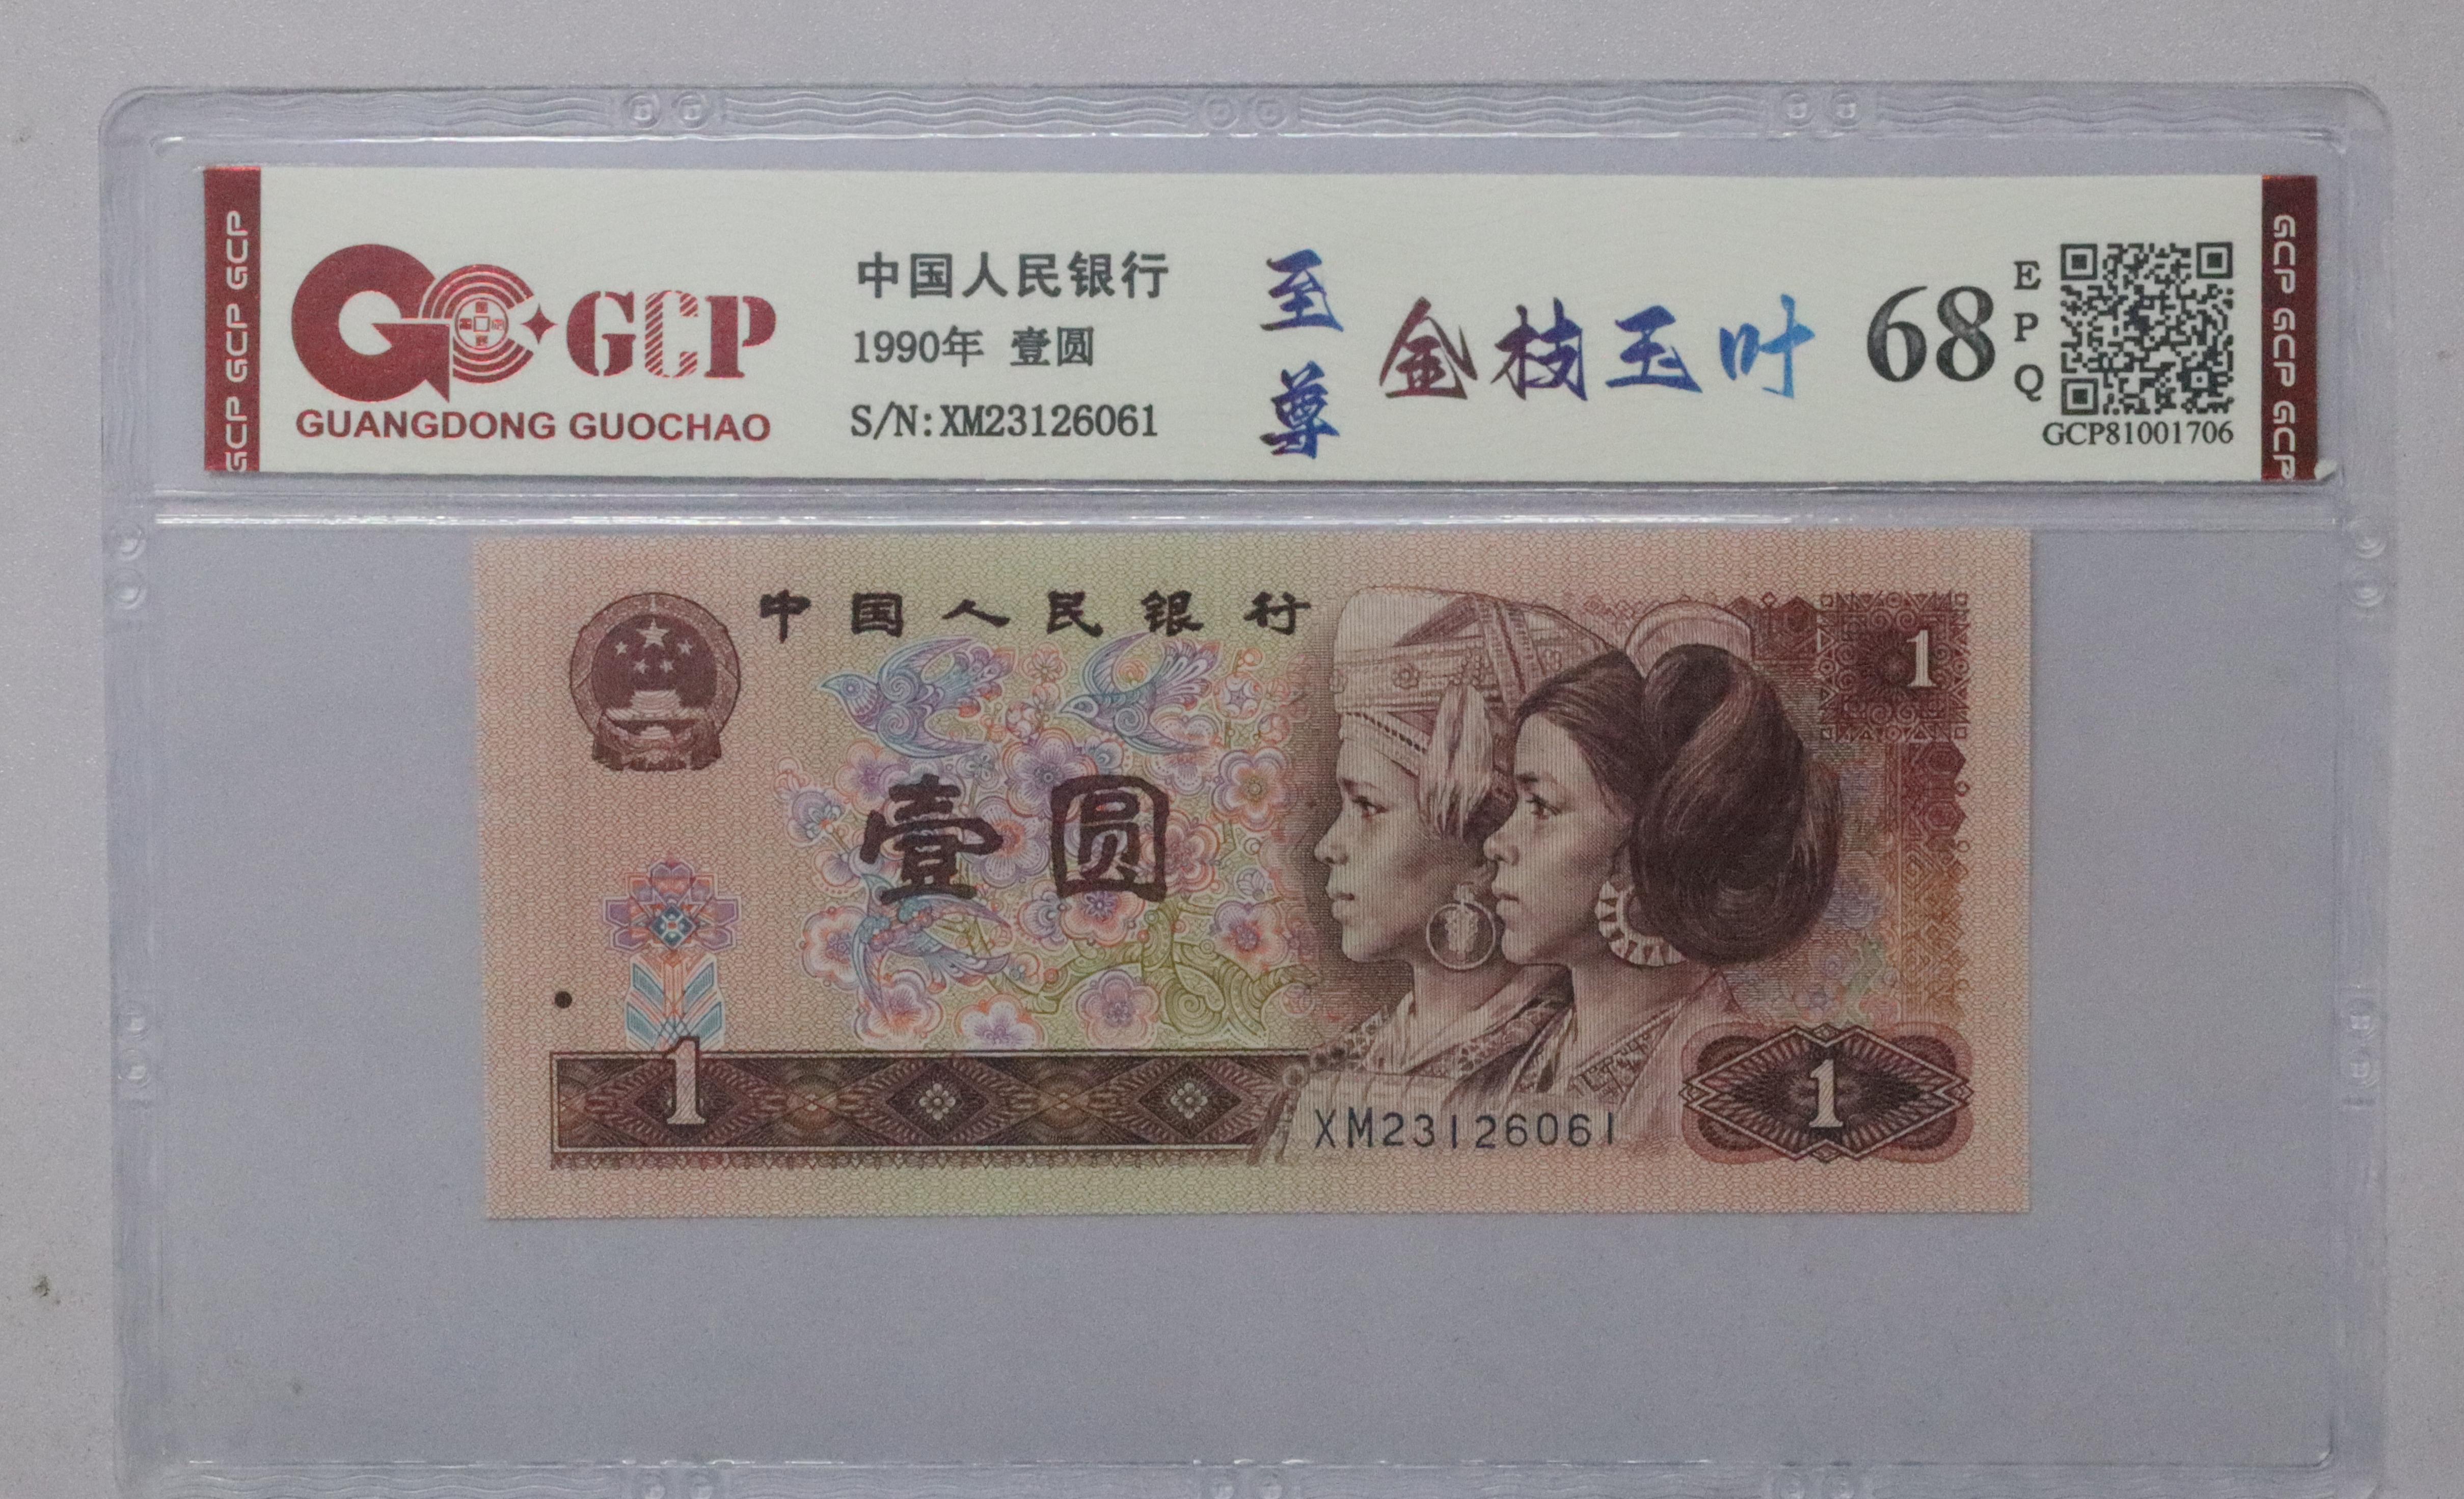 GCP GCP GCP
GCP
GUANGDONG GUOCHAO
中国人民银行
1990年 壹圆
S/N:XM23126061
至尊
金枝玉叶
68
EPQ
GCP81001706
GCP GCP GCP
中国人民银行
1
壹圆
1
1
XM23126061